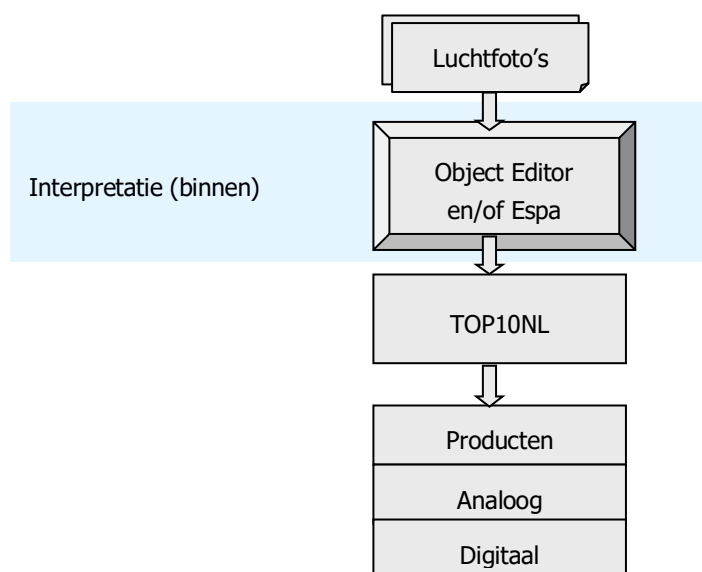 Luchtfoto’s
Interpretatie (binnen)
Object Editor
en/of Espa
TOP10NL
Producten
Analoog
Digitaal